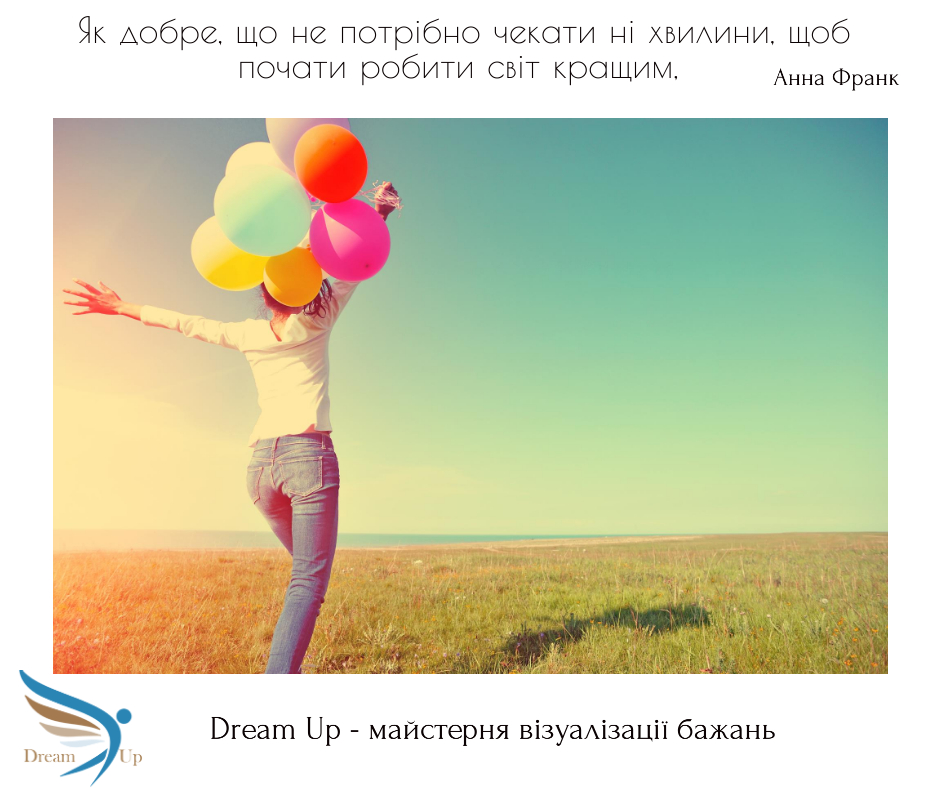 Як добре, що не потрібно чекати ні хвилини, щоб
почати робити світ кращим,
Анна Франк
Dream Up - майстерня візуалізації бажань
Dream Up